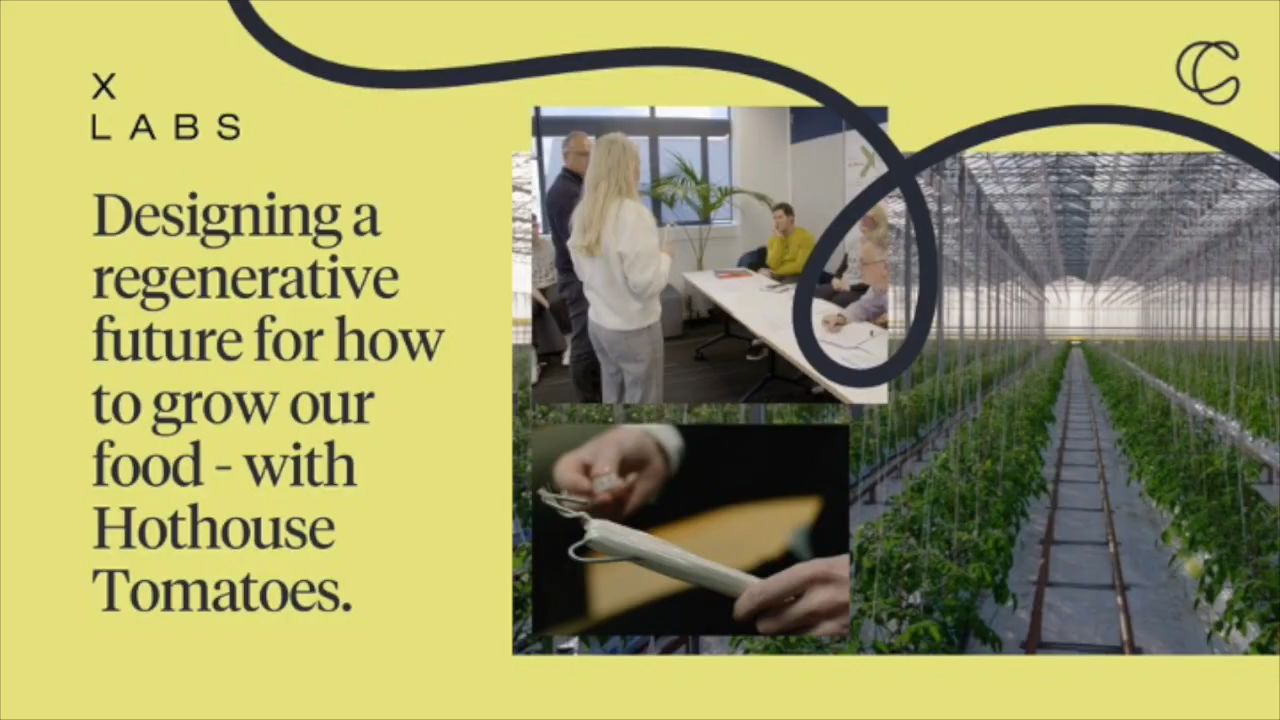 X
LABS
Designing a
regenerative
future for how
to grow our
food - with
Hothouse
Tomatoes.